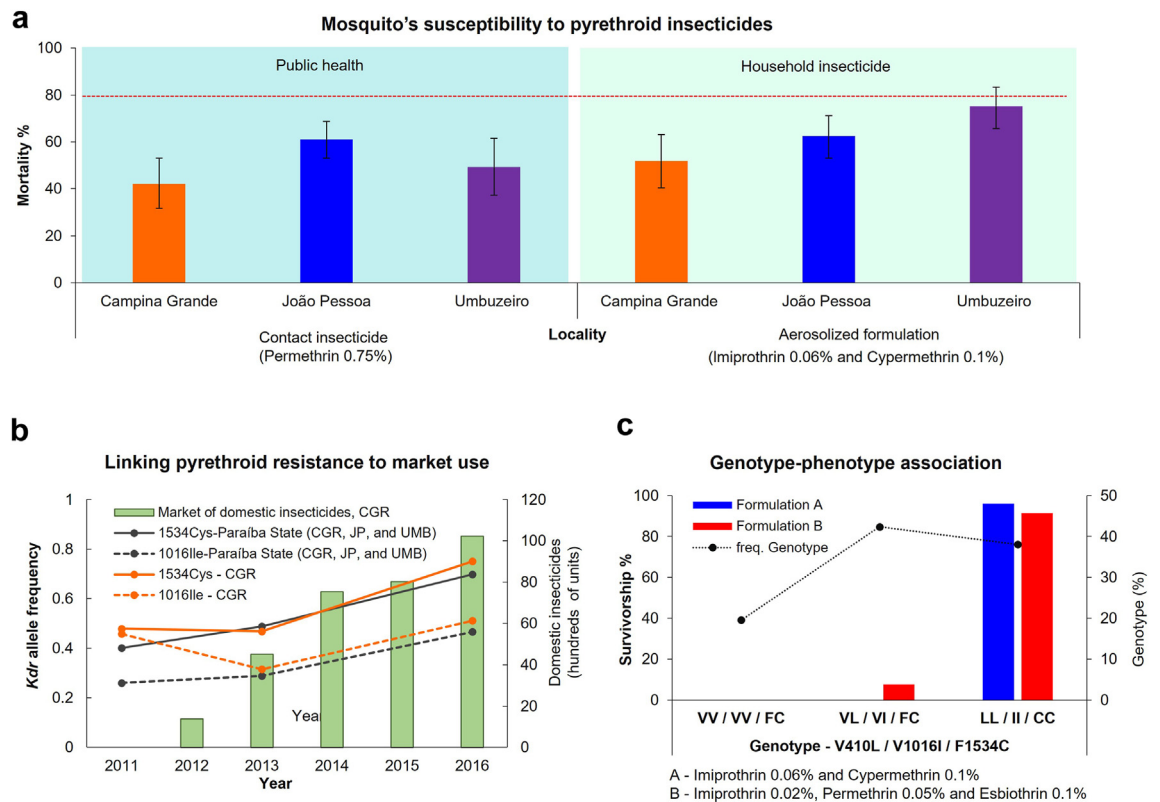 a
Mosquito's susceptibility to pyrethroid insecticides
Public health
Household insecticide
Mortality %
100
80
60
40
20
0
Campina Grande
João Pessoa
Umbuzeiro
Campina Grande
João Pessoa
Umbuzeiro
Contact insecticide
(Permethrin 0.75%)
Locality
Aerosolized formulation
(Imiprothrin 0.06% and Cypermethrin 0.1%)
b
Linking pyrethroid resistance to market use
Kdr allele frequency
1
0.8
0.6
0.4
0.2
0
Market of domestic insecticides, CGR
1534Cys-Paraíba State (CGR, JP, and UMB)
1016Ile-Paraíba State (CGR, JP, and UMB)
1534Cys - CGR
1016Ile - CGR
120
100
80
60
40
20
0
Domestic insecticides
(hundreds of units)
Year
2011
2012
2013
2014
2015
2016
Year
c
Genotype-phenotype association
Survivorship %
100
90
80
70
60
50
40
30
20
10
0
Formulation A
Formulation B
freq. Genotype
50
40
30
20
10
0
Genotype (%)
VV / VV / FC
VL / VI / FC
LL / II / CC
Genotype - V410L / V1016I / F1534C
A - Imiprothrin 0.06% and Cypermethrin 0.1%
B - Imiprothrin 0.02%, Permethrin 0.05% and Esbiothrin 0.1%